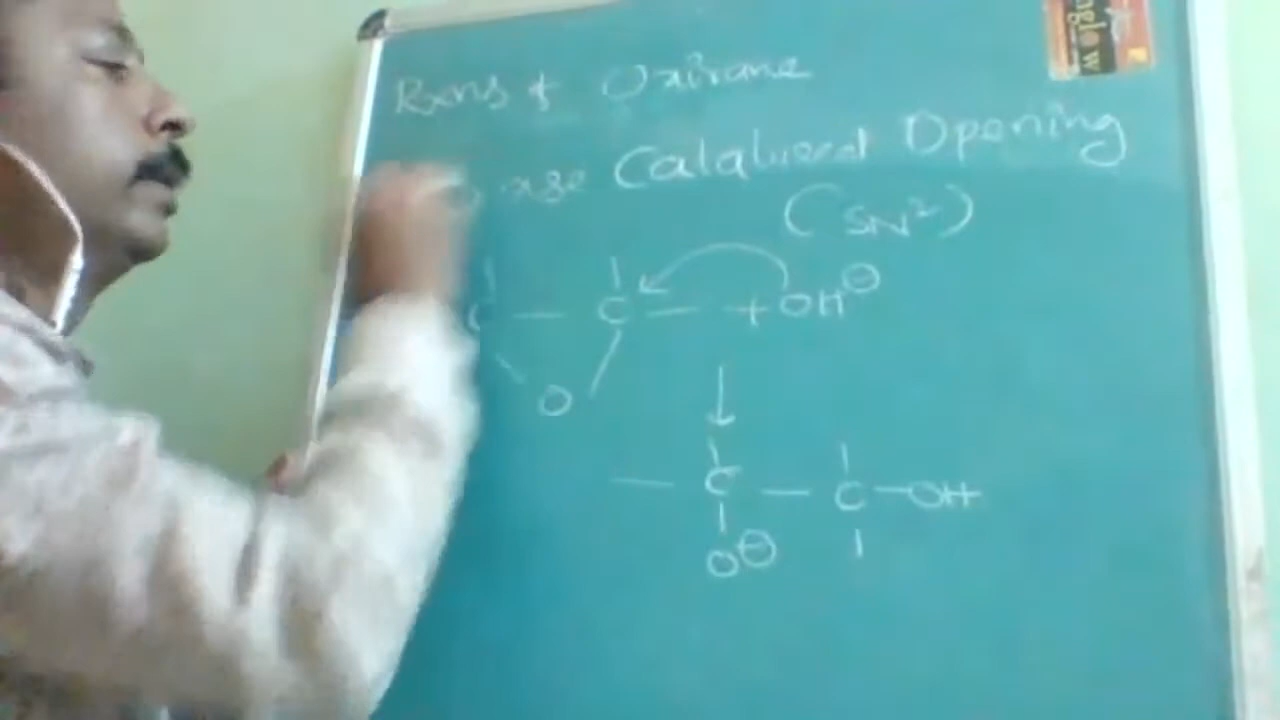 Rxns of Oxirane
Base Catalysed Opening
(SN²)
C — C — + OH⊖
O
— C — C — OH
O⊖